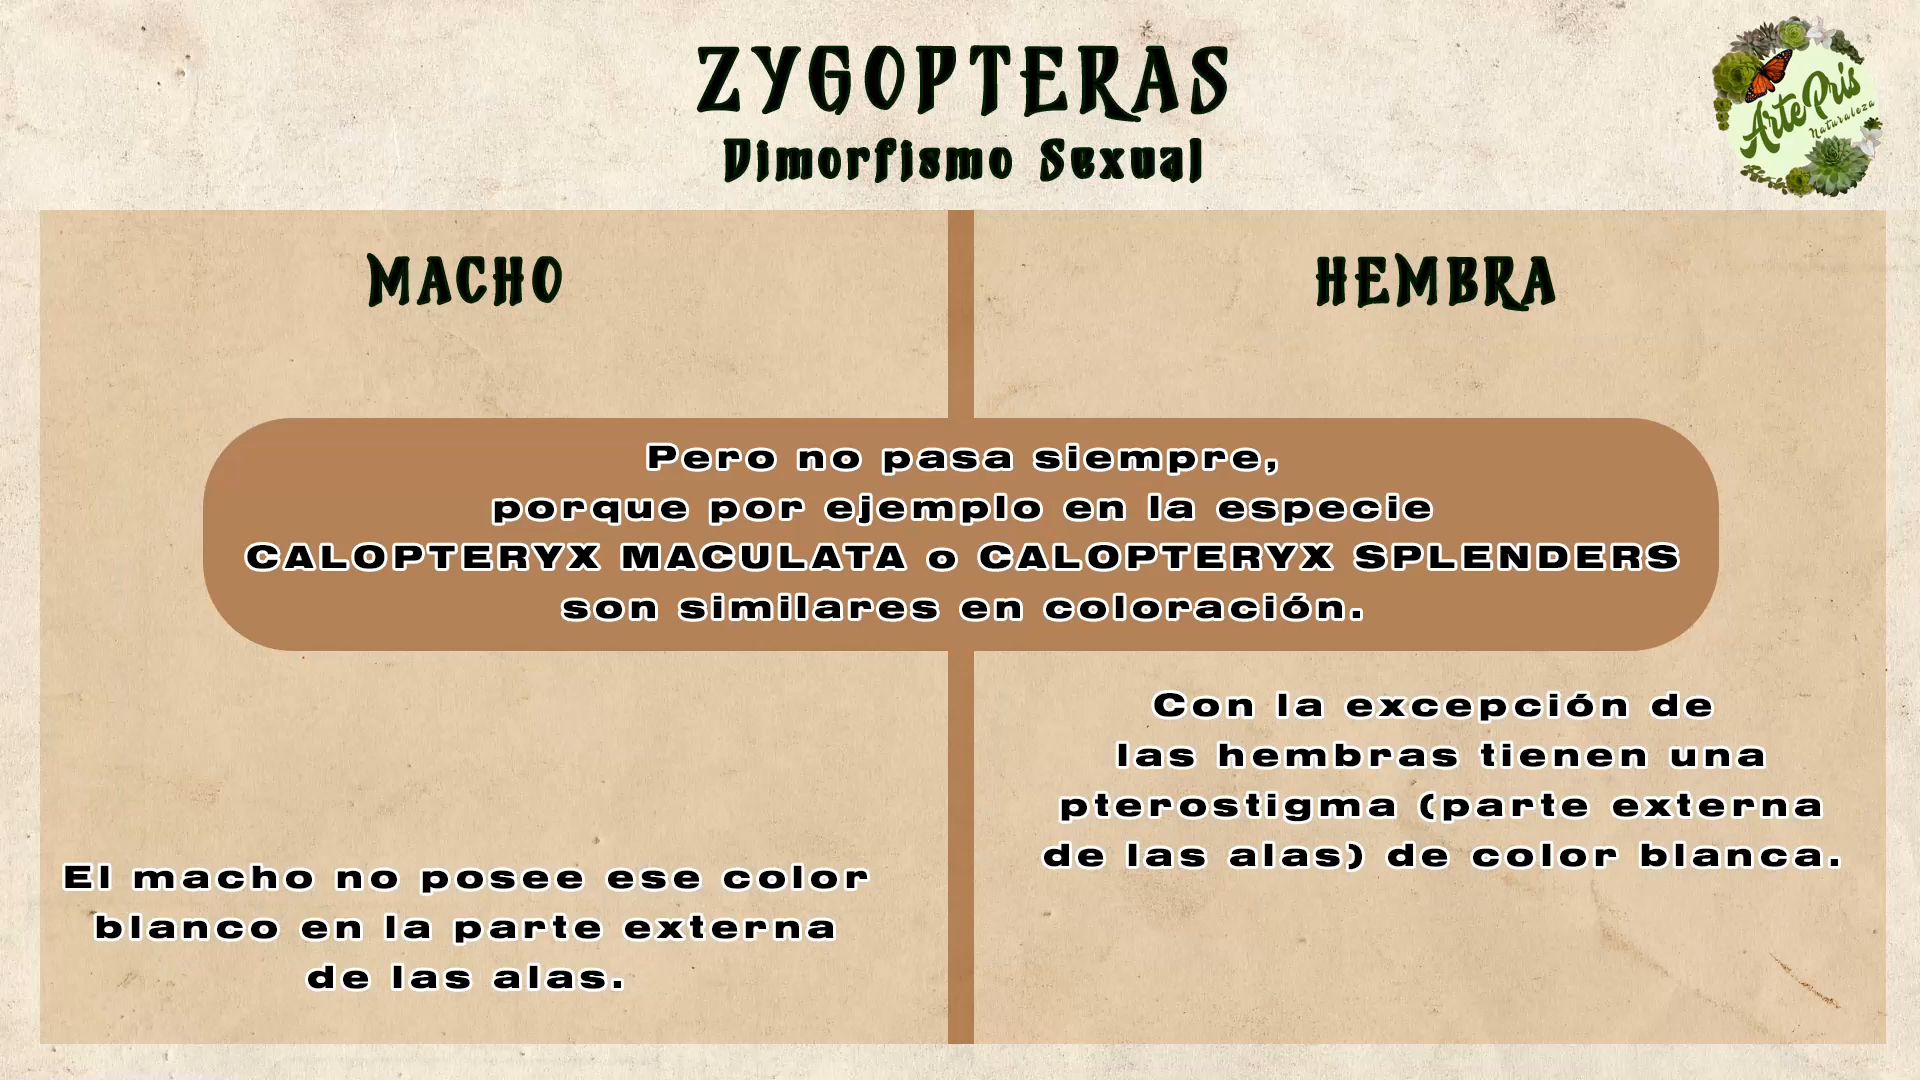 ZYGOPTERAS
Dimorfismo Sexual
ArtePris
Naturaleza
MACHO
HEMBRA
Pero no pasa siempre,
porque por ejemplo en la especie
CALOPTERYX MACULATA o CALOPTERYX SPLENDERS
son similares en coloración.
El macho no posee ese color
blanco en la parte externa
de las alas.
Con la excepción de
las hembras tienen una
pterostigma (parte externa
de las alas) de color blanca.